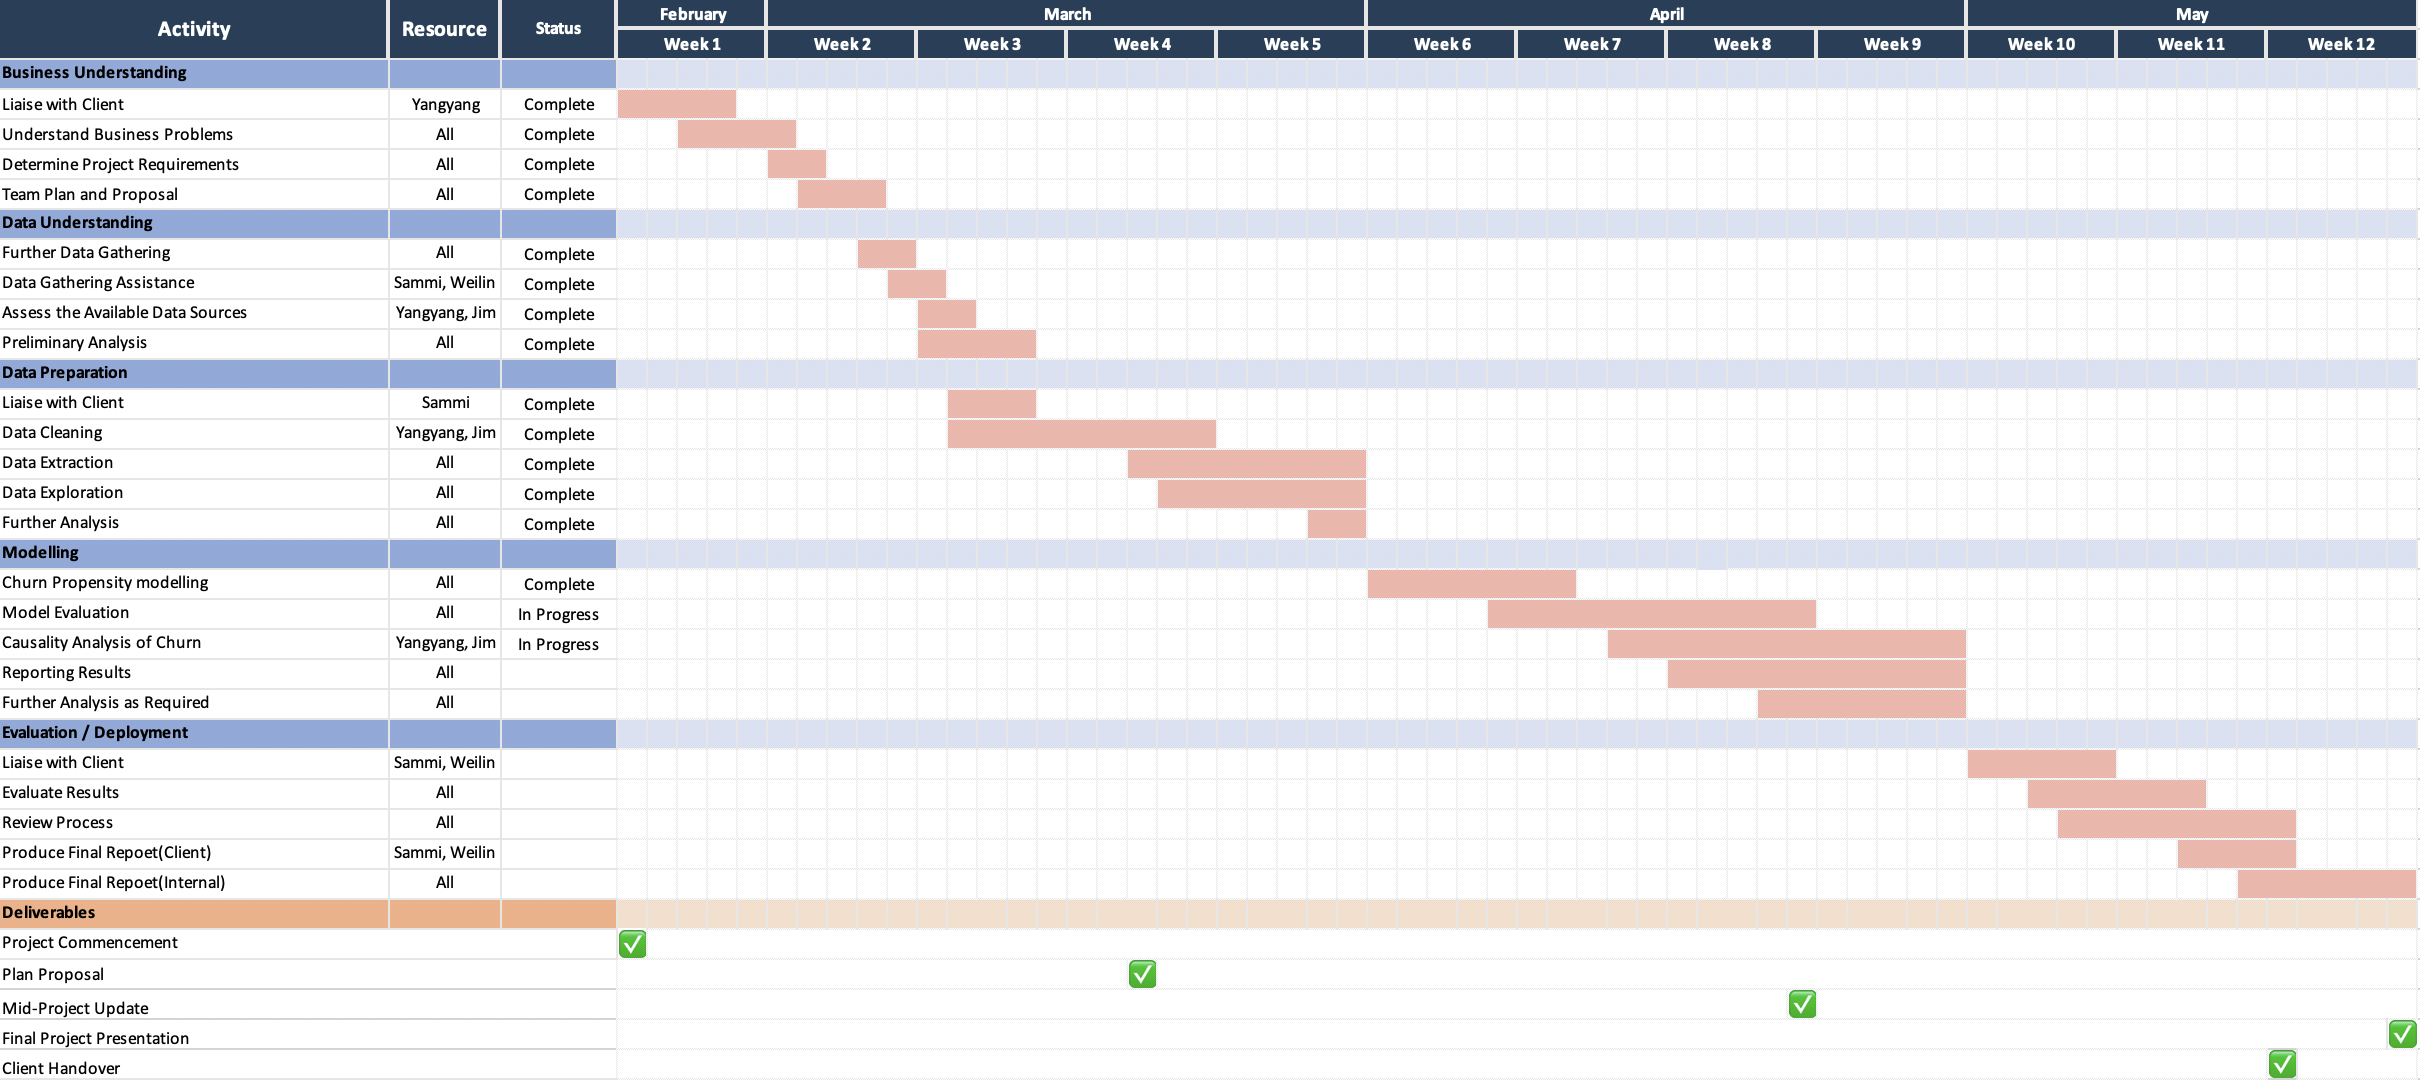 Activity Resource Status February March April May
Week 1 Week 2 Week 3 Week 4 Week 5 Week 6 Week 7 Week 8 Week 9 Week 10 Week 11 Week 12
Business Understanding
Liaise with Client Yangyang Complete
Understand Business Problems All Complete
Determine Project Requirements All Complete
Team Plan and Proposal All Complete
Data Understanding
Further Data Gathering All Complete
Data Gathering Assistance Sammi, Weilin Complete
Assess the Available Data Sources Yangyang, Jim Complete
Preliminary Analysis All Complete
Data Preparation
Liaise with Client Sammi Complete
Data Cleaning Yangyang, Jim Complete
Data Extraction All Complete
Data Exploration All Complete
Further Analysis All Complete
Modelling
Churn Propensity modelling All Complete
Model Evaluation All In Progress
Causality Analysis of Churn Yangyang, Jim In Progress
Reporting Results All
Further Analysis as Required All
Evaluation / Deployment
Liaise with Client Sammi, Weilin
Evaluate Results All
Review Process All
Produce Final Repoet(Client) Sammi, Weilin
Produce Final Repoet(Internal) All
Deliverables
Project Commencement
Plan Proposal
Mid-Project Update
Final Project Presentation
Client Handover